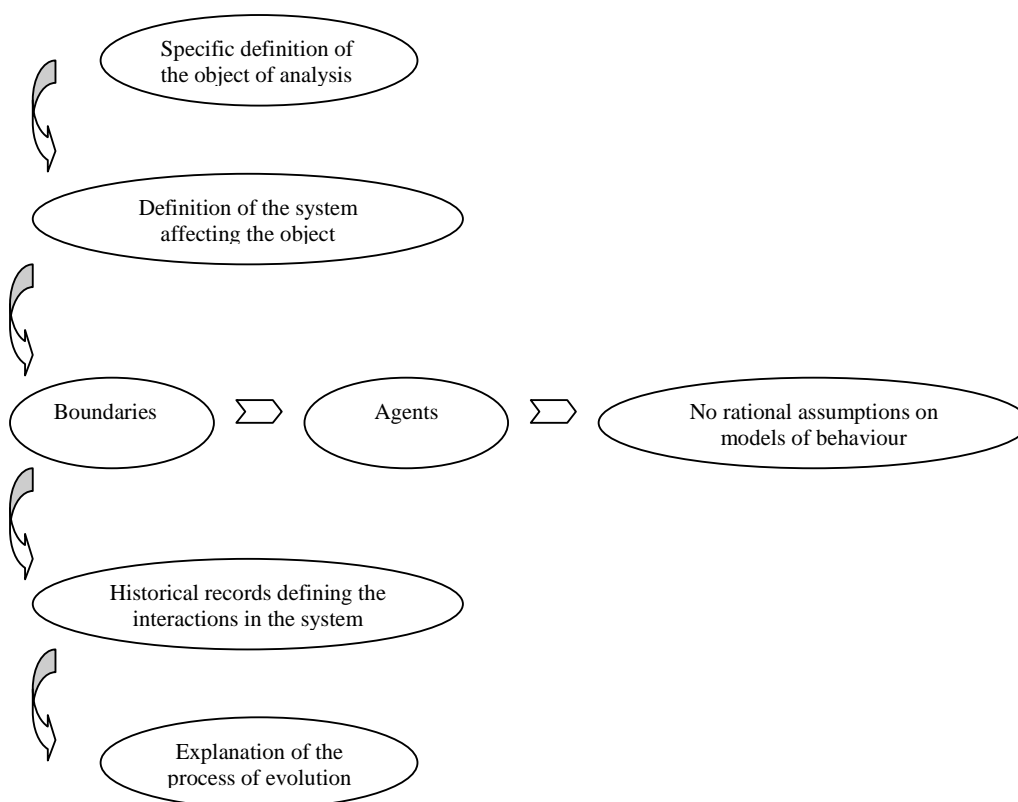 Specific definition of
the object of analysis
Definition of the system
affecting the object
Boundaries
Agents
No rational assumptions on
models of behaviour
Historical records defining the
interactions in the system
Explanation of the
process of evolution